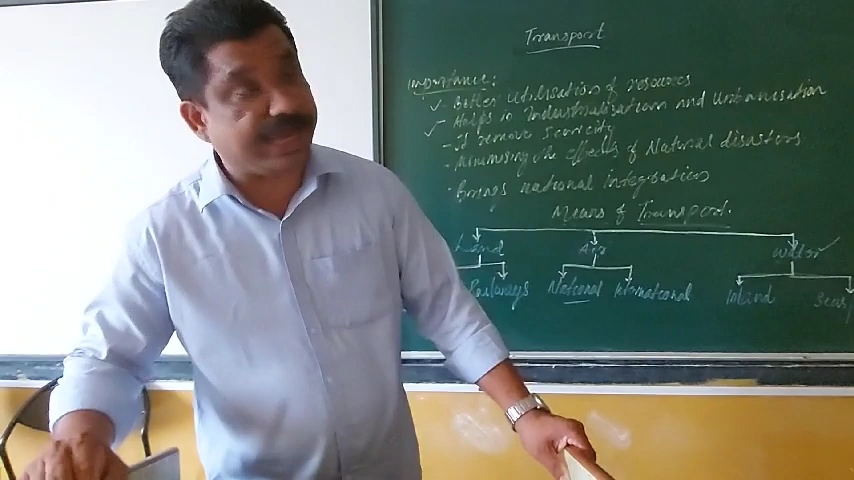 Transport
Importance:
✓ Better utilisation of resources
✓ Helps in Industrialisation and Urbanisation
- It remove scarcity
- Minimising the effects of Natural disasters
- Brings national integration
Means of Transport.
Land Air Water ✓
Railways National International Inland